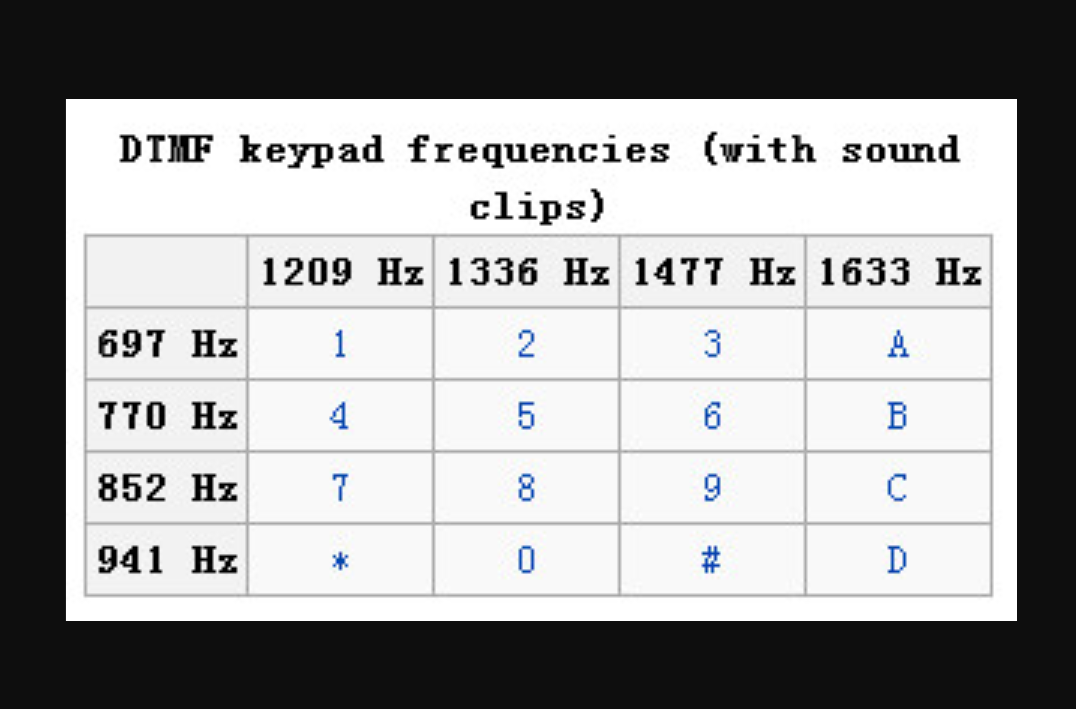 DTMF keypad frequencies (with sound
clips)
1209 Hz 1336 Hz 1477 Hz 1633 Hz
697 Hz 1 2 3 A
770 Hz 4 5 6 B
852 Hz 7 8 9 C
941 Hz * 0 # D